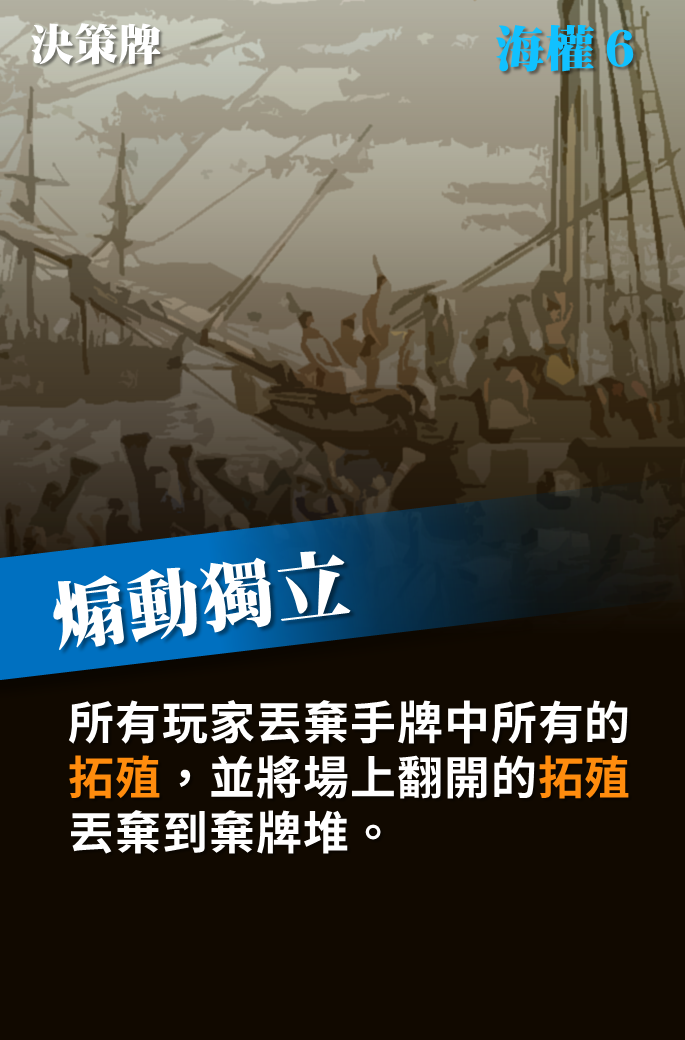 決策牌
海權 6
煽動獨立
所有玩家丟棄手牌中所有的
拓殖，並將場上翻開的拓殖
丟棄到棄牌堆。